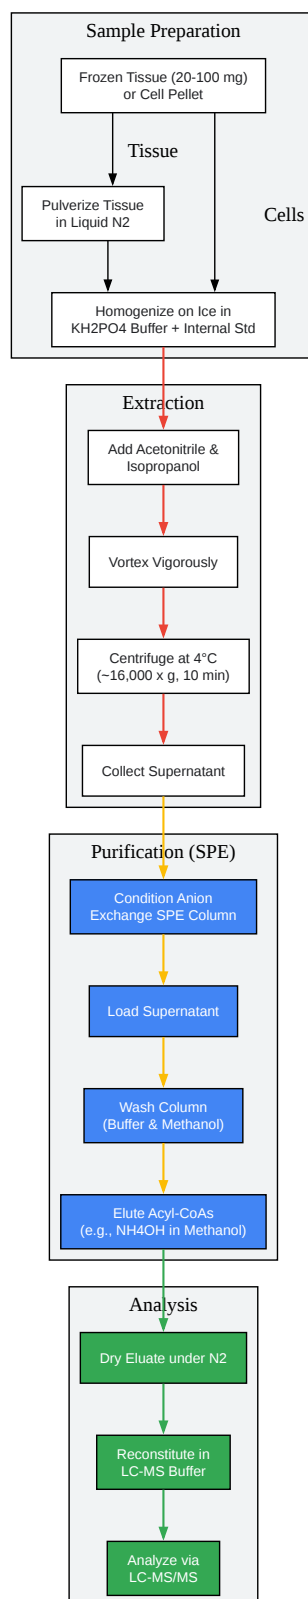 Sample Preparation
Frozen Tissue (20-100 mg)
or Cell Pellet
Tissue
Pulverize Tissue
in Liquid N2
Cells
Homogenize on Ice in
KH2PO4 Buffer + Internal Std
Extraction
Add Acetonitrile &
Isopropanol
Vortex Vigorously
Centrifuge at 4°C
(~16,000 x g, 10 min)
Collect Supernatant
Purification (SPE)
Condition Anion
Exchange SPE Column
Load Supernatant
Wash Column
(Buffer & Methanol)
Elute Acyl-CoAs
(e.g., NH4OH in Methanol)
Analysis
Dry Eluate under N2
Reconstitute in
LC-MS Buffer
Analyze via
LC-MS/MS